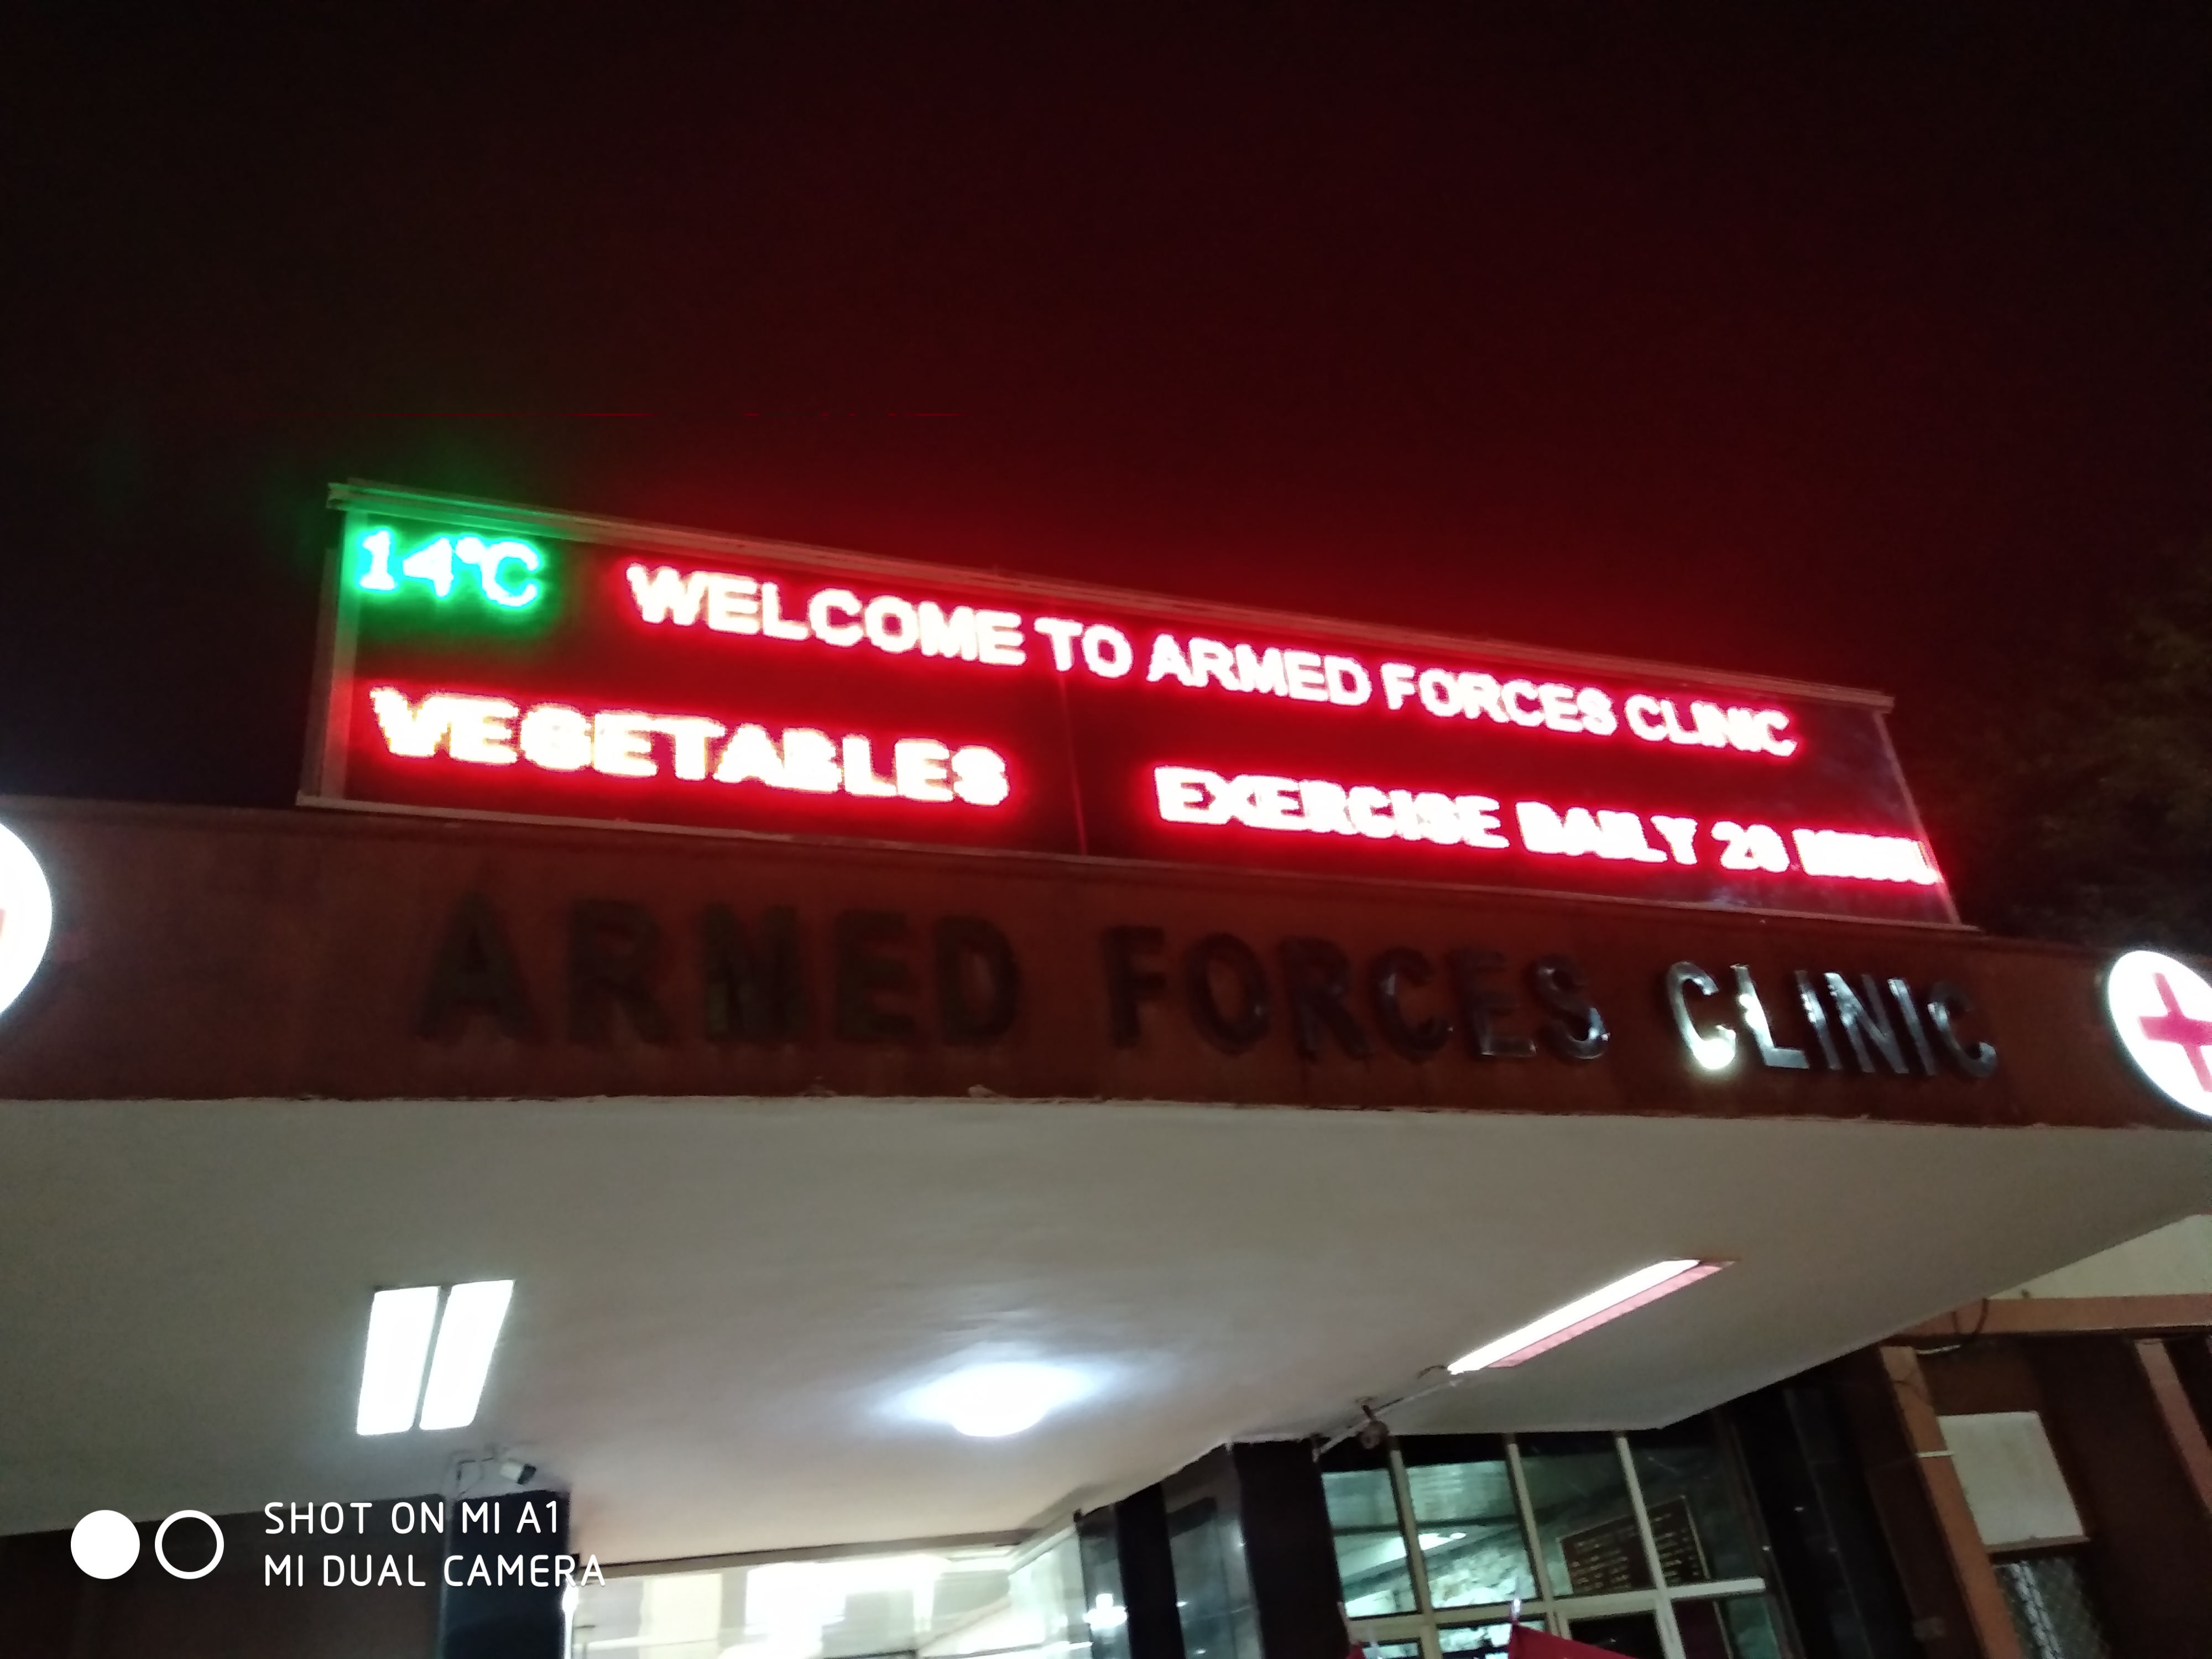 14°C WELCOME TO ARMED FORCES CLINIC
VEGETABLES EXERCISE DAILY
ARMED FORCES CLINIC
SHOT ON MI A1
MI DUAL CAMERA